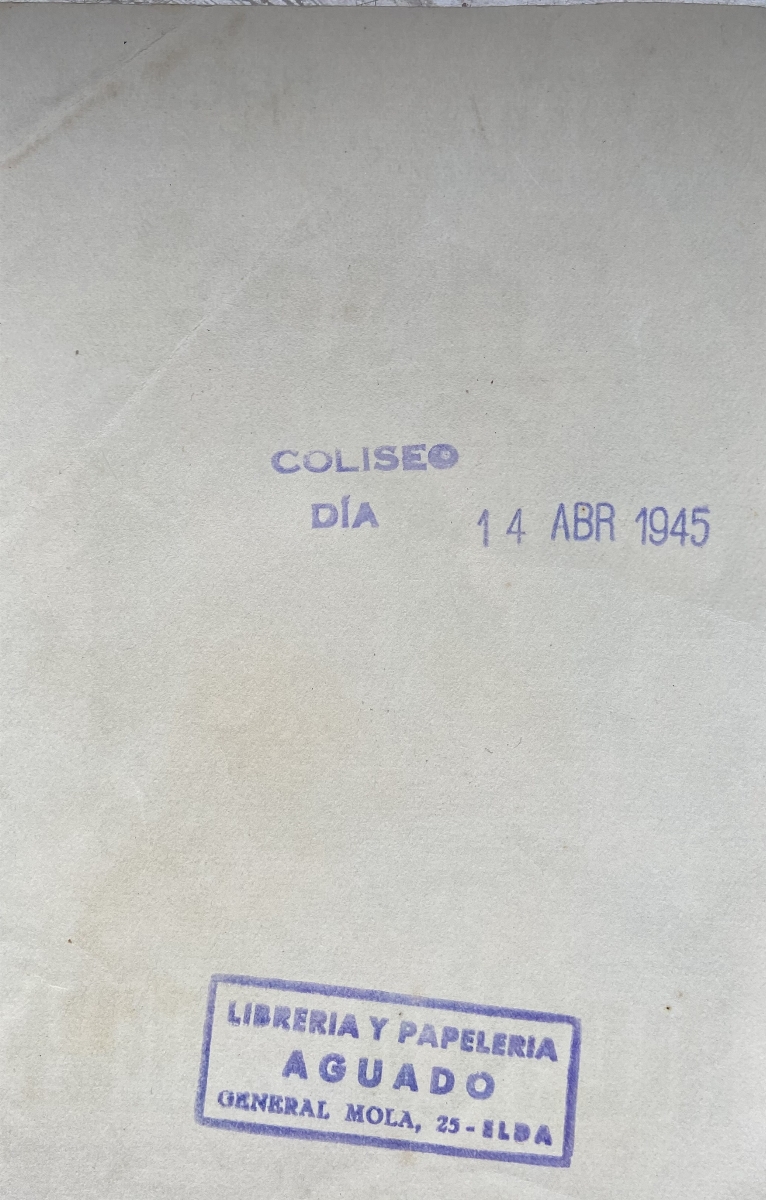 COLISEO
DÍA 14 ABR 1945
LIBRERIA Y PAPELERIA
AGUADO
GENERAL MOLA, 25 - ELDA